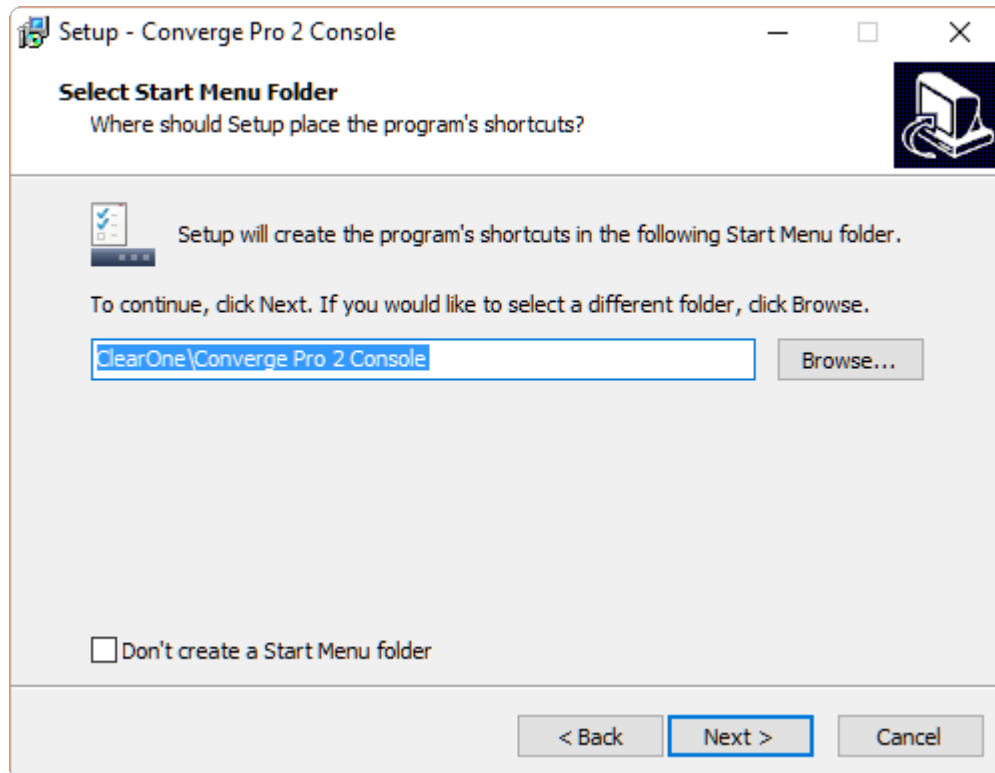 Setup - Converge Pro 2 Console
Select Start Menu Folder
Where should Setup place the program's shortcuts?
Setup will create the program's shortcuts in the following Start Menu folder.
To continue, click Next. If you would like to select a different folder, click Browse.
ClearOne\Converge Pro 2 Console
Browse...
Don't create a Start Menu folder
< Back
Next >
Cancel